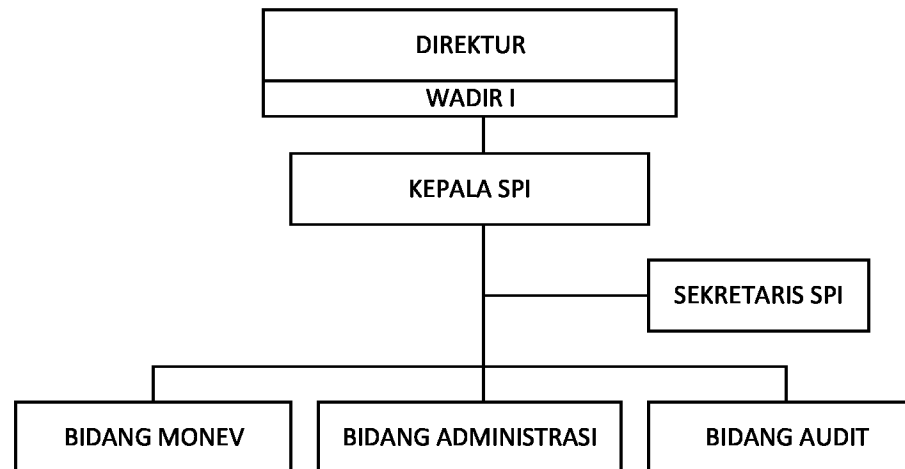 DIREKTUR
WADIR I
KEPALA SPI
SEKRETARIS SPI
BIDANG MONEV
BIDANG ADMINISTRASI
BIDANG AUDIT